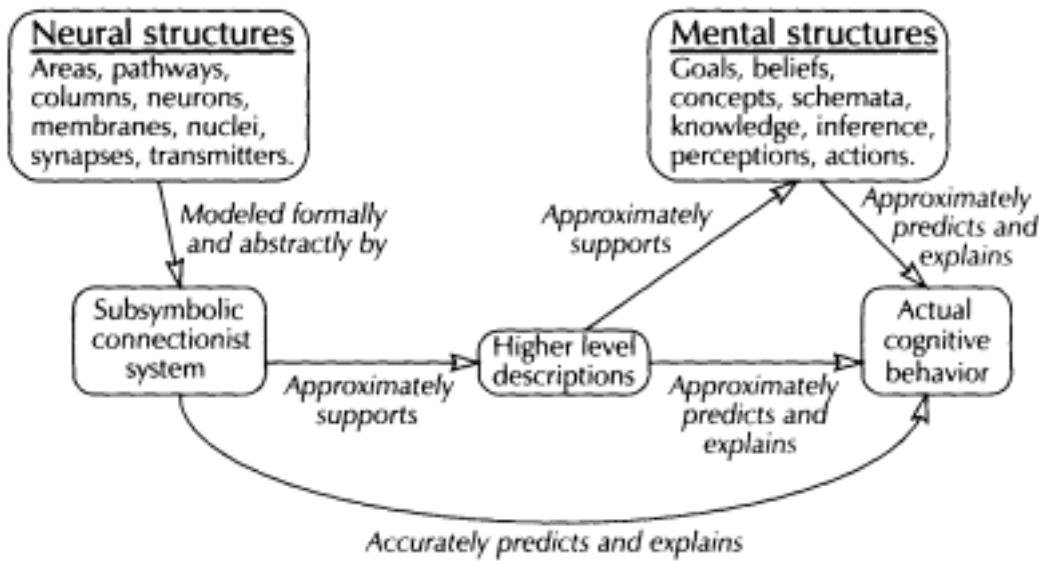 Neural structures
Areas, pathways,
columns, neurons,
membranes, nuclei,
synapses, transmitters.
Mental structures
Goals, beliefs,
concepts, schemata,
knowledge, inference,
perceptions, actions.
Modeled formally
and abstractly by
Approximately
supports
Approximately
predicts and
explains
Subsymbolic
connectionist
system
Approximately
supports
Higher level
descriptions
Approximately
predicts and
explains
Actual
cognitive
behavior
Accurately predicts and explains